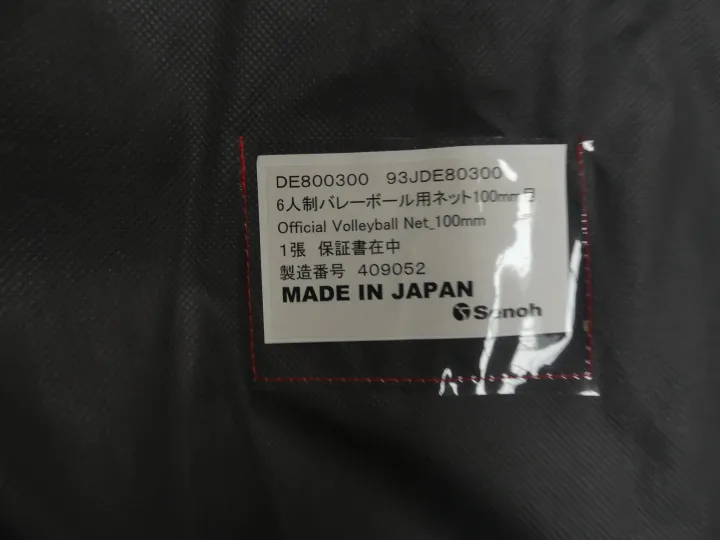 DE800300 93JDE80300
6人制バレーボール用ネット100mm目
Official Volleyball Net_100mm
1張 保証書在中
製造番号 409052
MADE IN JAPAN
Senoh